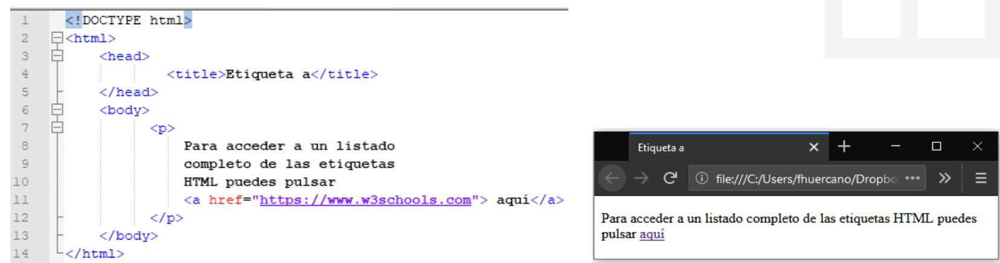 1 <!DOCTYPE html>
2 <html>
3 <head>
4 <title>Etiqueta a</title>
5 </head>
6 <body>
7 <p>
8 Para acceder a un listado
9 completo de las etiquetas
10 HTML puedes pulsar
11 <a href="https://www.w3schools.com"> aquí</a>
12 </p>
13 </body>
14 </html>
Etiqueta a
file:///C:/Users/fhuercano/Dropbo
Para acceder a un listado completo de las etiquetas HTML puedes
pulsar aquí